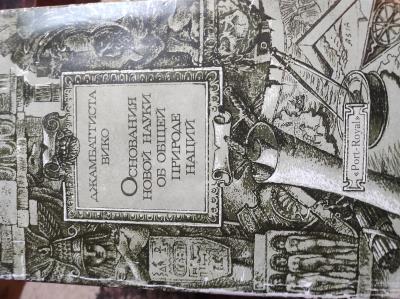 ДЖАМБАТТИСТА
ВИКО
ОСНОВАНИЯ
НОВОЙ НАУКИ
ОБ ОБЩЕЙ
ПРИРОДЕ
НАЦИЙ
«Port-Royal»